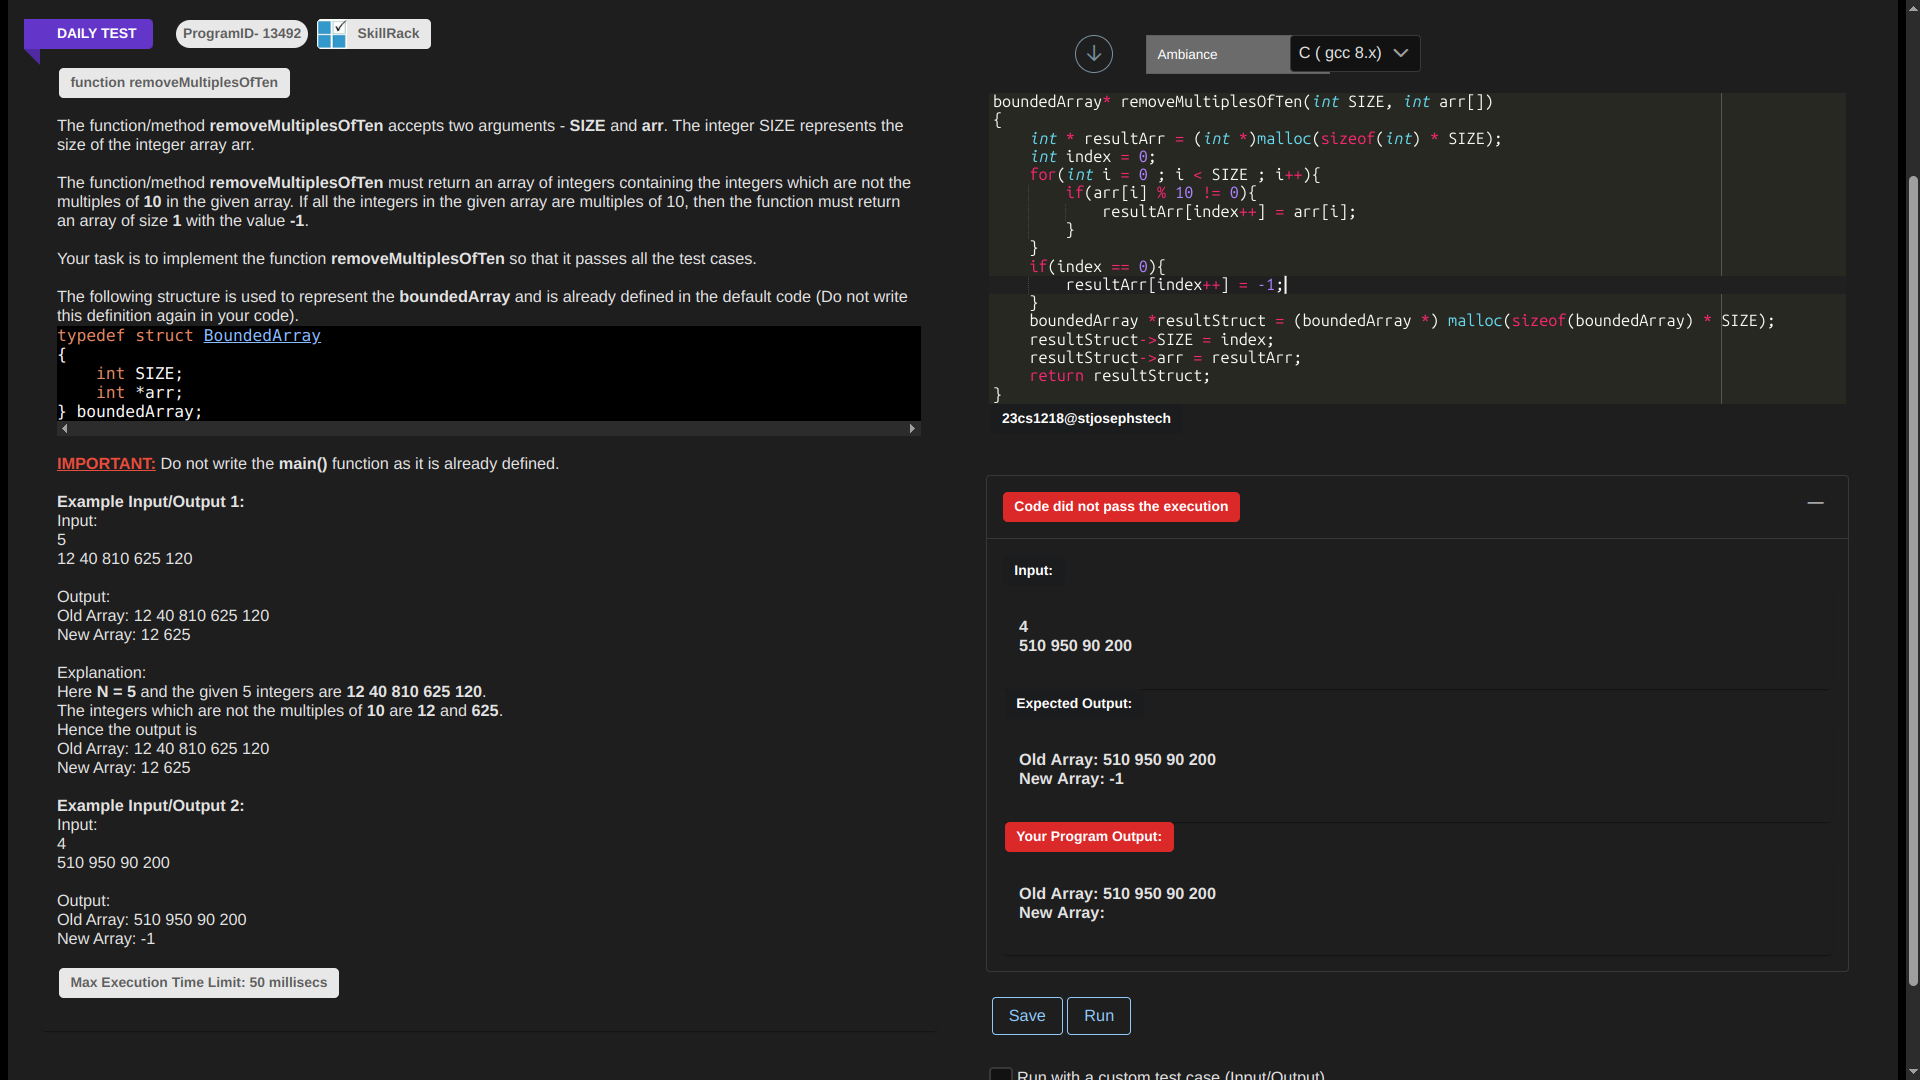 DAILY TEST
ProgramID- 13492
SkillRack
function removeMultiplesOfTen
The function/method removeMultiplesOfTen accepts two arguments - SIZE and arr. The integer SIZE represents the
size of the integer array arr.
The function/method removeMultiplesOfTen must return an array of integers containing the integers which are not the
multiples of 10 in the given array. If all the integers in the given array are multiples of 10, then the function must return
an array of size 1 with the value -1.
Your task is to implement the function removeMultiplesOfTen so that it passes all the test cases.
The following structure is used to represent the boundedArray and is already defined in the default code (Do not write
this definition again in your code).
typedef struct BoundedArray
{
    int SIZE;
    int *arr;
} boundedArray;
IMPORTANT: Do not write the main() function as it is already defined.
Example Input/Output 1:
Input:
5
12 40 810 625 120
Output:
Old Array: 12 40 810 625 120
New Array: 12 625
Explanation:
Here N = 5 and the given 5 integers are 12 40 810 625 120.
The integers which are not the multiples of 10 are 12 and 625.
Hence the output is
Old Array: 12 40 810 625 120
New Array: 12 625
Example Input/Output 2:
Input:
4
510 950 90 200
Output:
Old Array: 510 950 90 200
New Array: -1
Max Execution Time Limit: 50 millisecs
Ambiance
C ( gcc 8.x)
boundedArray* removeMultiplesOfTen(int SIZE, int arr[])
{
    int * resultArr = (int *)malloc(sizeof(int) * SIZE);
    int index = 0;
    for(int i = 0 ; i < SIZE ; i++){
        if(arr[i] % 10 != 0){
            resultArr[index++] = arr[i];
        }
    }
    if(index == 0){
        resultArr[index++] = -1;
    }
    boundedArray *resultStruct = (boundedArray *) malloc(sizeof(boundedArray) * SIZE);
    resultStruct->SIZE = index;
    resultStruct->arr = resultArr;
    return resultStruct;
}
23cs1218@stjosephstech
Code did not pass the execution
Input:
4
510 950 90 200
Expected Output:
Old Array: 510 950 90 200
New Array: -1
Your Program Output:
Old Array: 510 950 90 200
New Array:
Save
Run
Run with a custom test case (Input/Output)